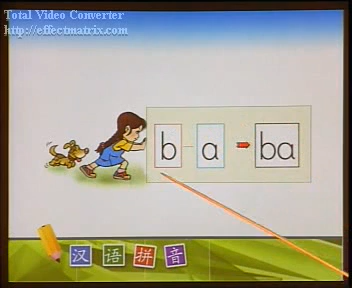 Total Video Converter
http://effectmatrix.com
b - a ➡ ba
汉语拼音